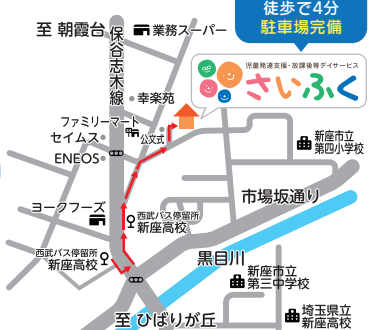 徒歩で4分
駐車場完備
至 朝霞台
保谷志木線
業務スーパー
児童発達支援・放課後等デイサービス
さいふく
幸楽苑
ファミリーマート
セイムス
公文式
ENEOS
新座市立
第四小学校
市場坂通り
ヨークフーズ
西武バス停留所
新座高校
西武バス停留所
新座高校
黒目川
新座市立
第三中学校
埼玉県立
新座高校
至 ひばりが丘